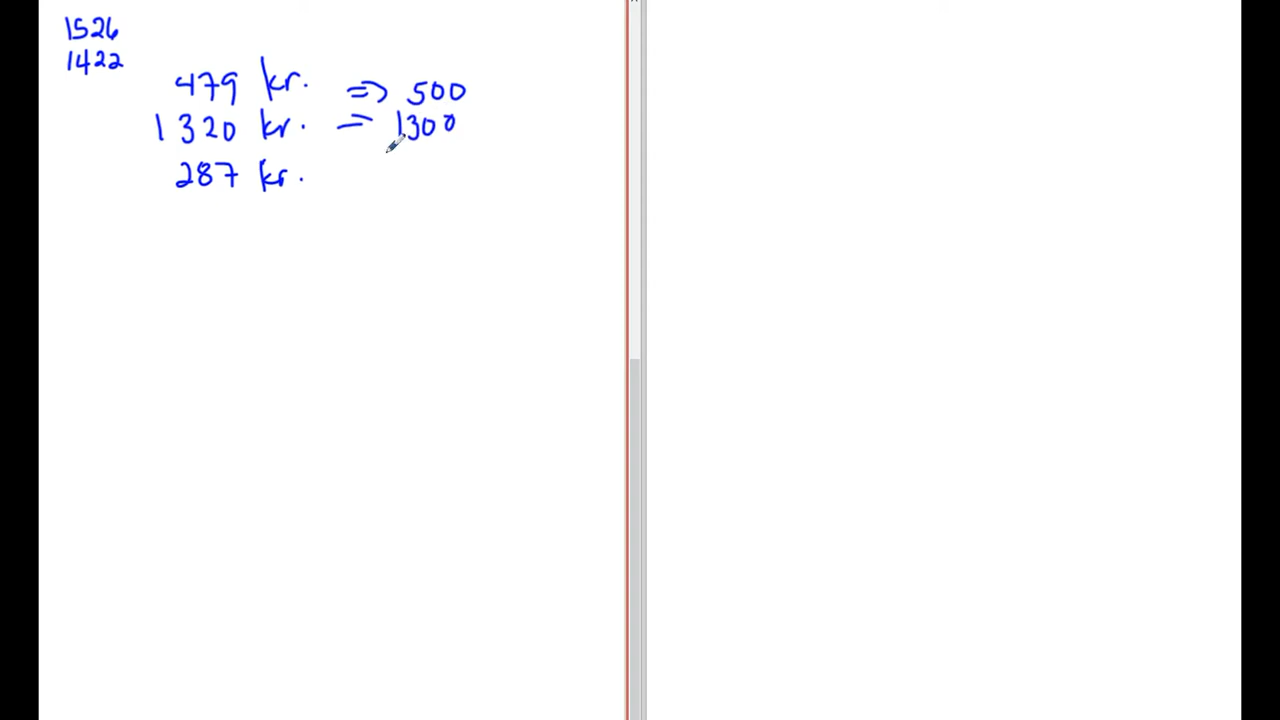 1526
1422
479 kr. => 500
1320 kr. = 1300
287 kr.